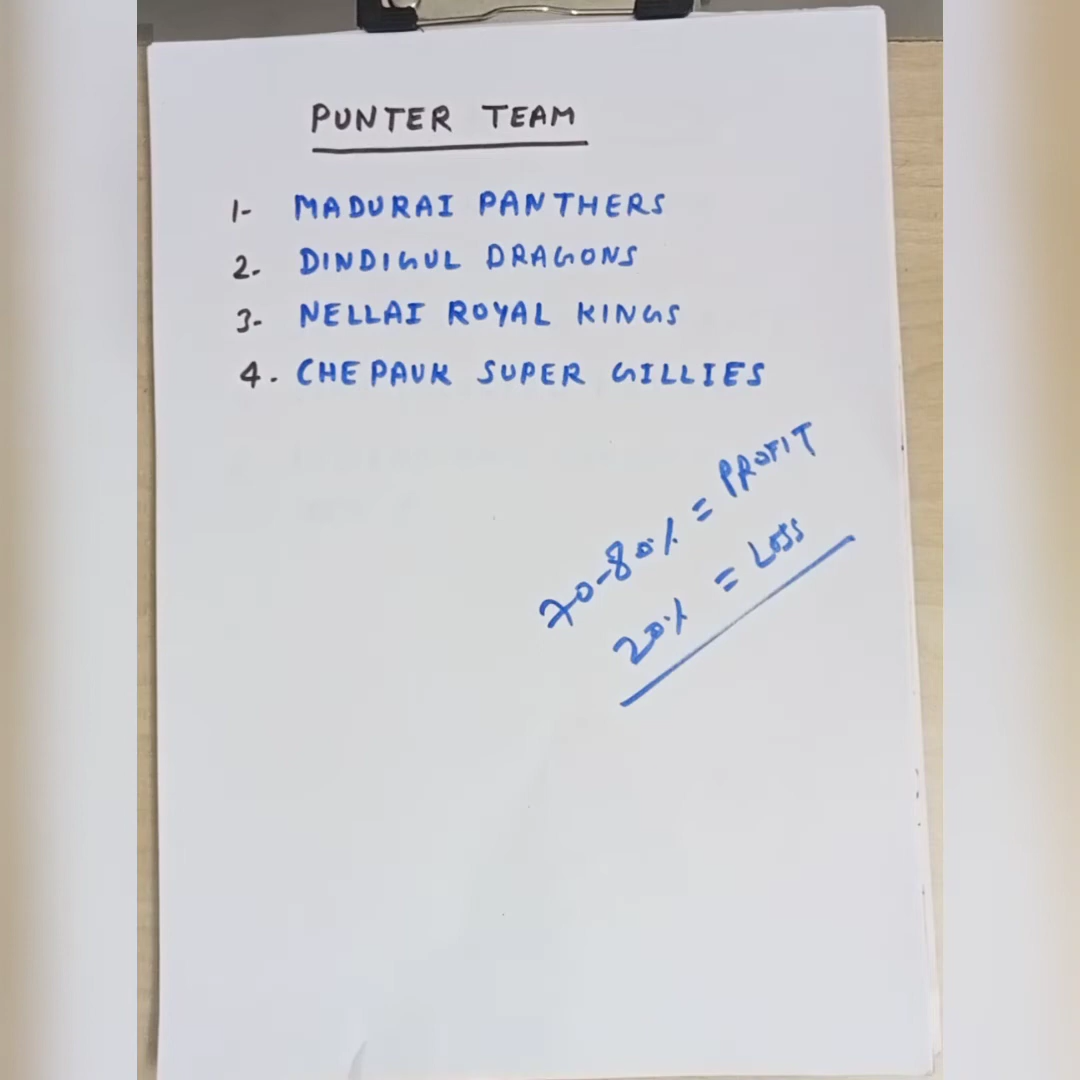 PUNTER TEAM
1- MADURAI PANTHERS
2. DINDIGUL DRAGONS
3- NELLAI ROYAL KINGS
4. CHEPAUK SUPER GILLIES
70-80% = PROFIT
20% = LOSS